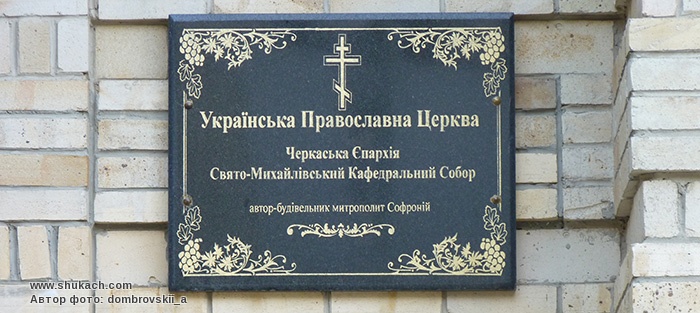 Українська Православна Церква
Черкаська Єпархія
Свято-Михайлівський Кафедральний Собор
автор-будівельник митрополит Софроній
www.shukach.com
Автор фото: dombrovskii_a